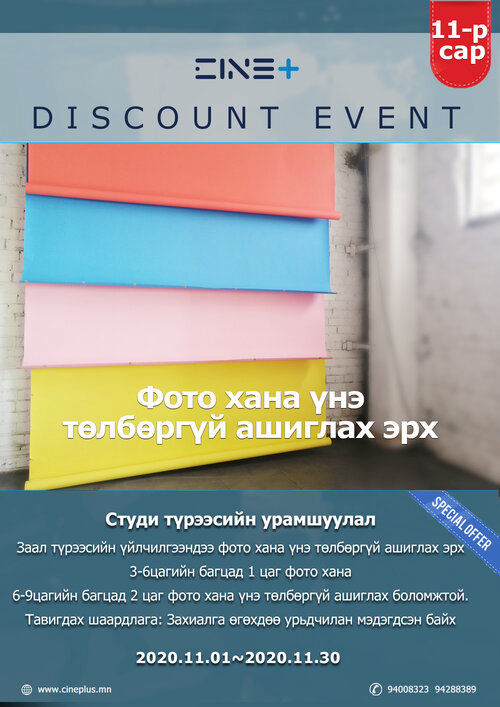 11-р
сар
CINE+
DISCOUNT EVENT
Фото хана үнэ
төлбөргүй ашиглах эрх
SPECIAL OFFER
Студи түрээсийн урамшуулал
Заал түрээсийн үйлчилгээндээ фото хана үнэ төлбөргүй ашиглах эрх
3-6цагийн багцад 1 цаг фото хана
6-9цагийн багцад 2 цаг фото хана үнэ төлбөргүй ашиглах боломжтой.
Тавигдах шаардлага: Захиалга өгөхдөө урьдчилан мэдэгдсэн байх
2020.11.01~2020.11.30
www.cineplus.mn
94008323 94288389